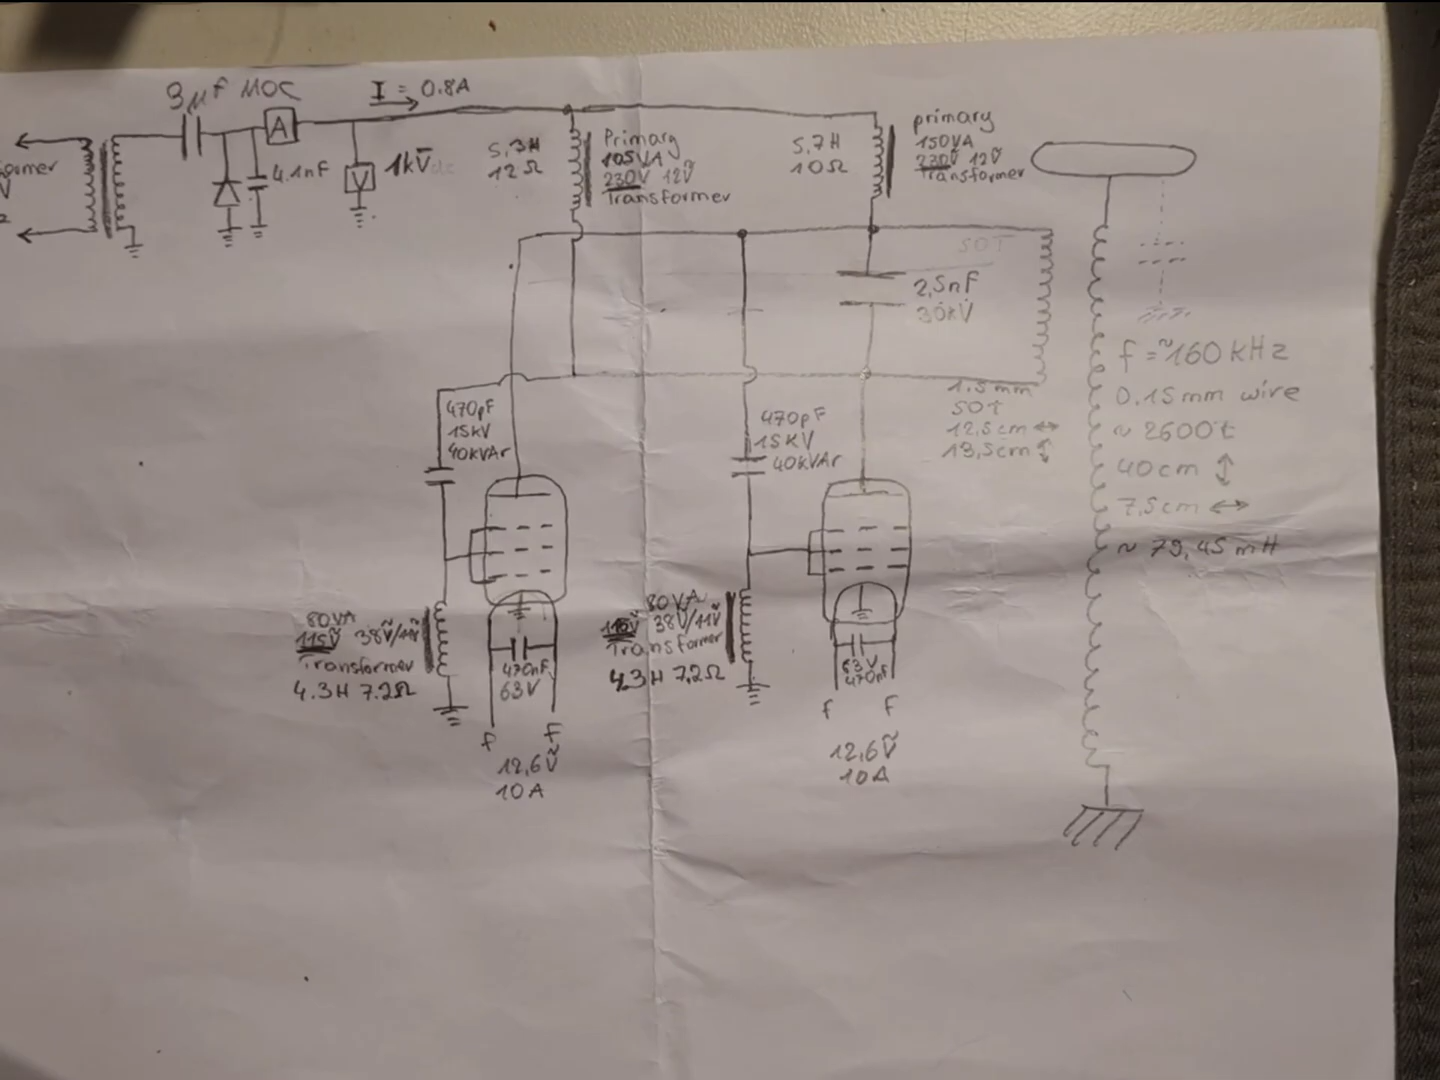 3µF MOC
I = 0.8A
A
4.1nF
V
1kV dc
5,3H
12Ω
Primary
105VA
230V 12V
Transformer
5,7H
10Ω
primary
150VA
230V 12V
Transformer
50T
2,5nF
30kV
f = ~160 kHz
0.15mm wire
~ 2600t
40cm ↕
7,5cm ↔
~ 79,45 mH
1.5mm
50T
12,5cm ↔
13,5cm ↕
470pF
15kV
40kVAr
470pF
15kV
40kVAr
80VA
115V 38V/11V
Transformer
4.3H 7.2Ω
470nF
63V
f f
12,6V
10A
80VA
115V 38V/11V
Transformer
4.3H 7,2Ω
63V
470nF
f f
12,6V
10A